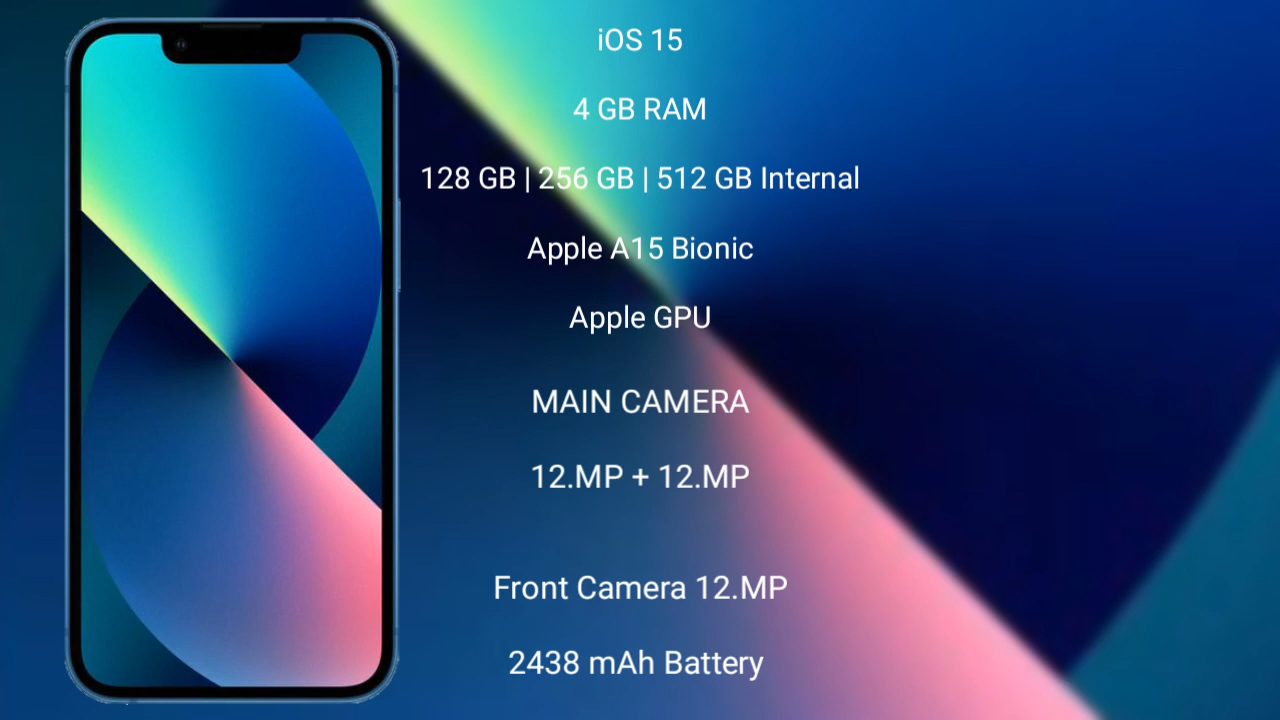 iOS 15
4 GB RAM
128 GB | 256 GB | 512 GB Internal
Apple A15 Bionic
Apple GPU
MAIN CAMERA
12.MP + 12.MP
Front Camera 12.MP
2438 mAh Battery